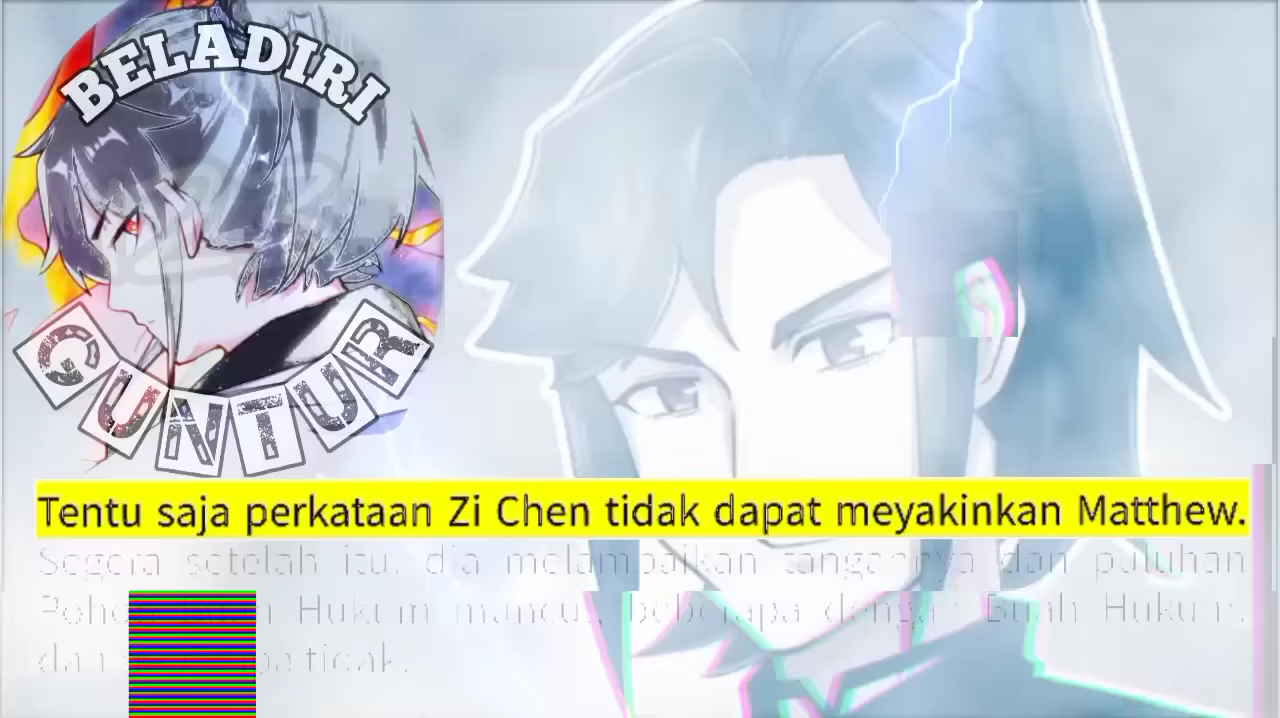 BELADIRI
GUNTUR
Tentu saja perkataan Zi Chen tidak dapat meyakinkan Matthew.
Segera setelah itu, dia melambaikan tangannya dan puluhan
Hukum muncul, beberapa dengan Buah Hukum,
tidak.